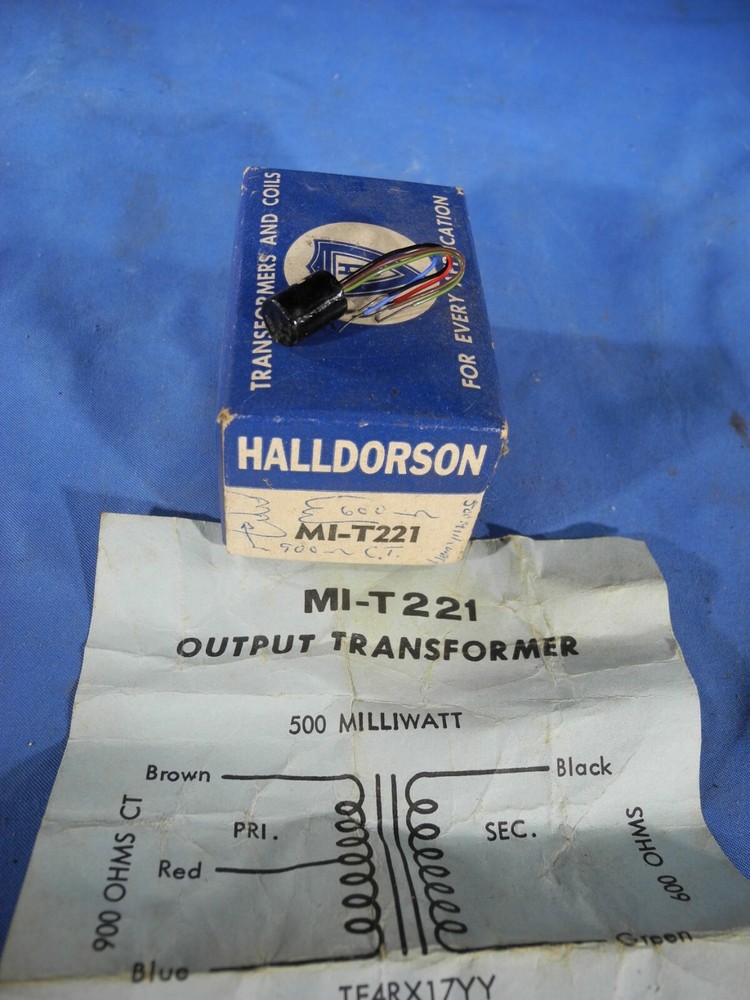 TRANSFORMERS AND COILS
FOR EVERY
H
HALLDORSON
600
MI-T221
900 C.T.
MI-T221
OUTPUT TRANSFORMER
500 MILLIWATT
Brown
Black
900 OHMS CT
PRI.
SEC.
600 OHMS
Red
Blue
Green
TF4RX17YY